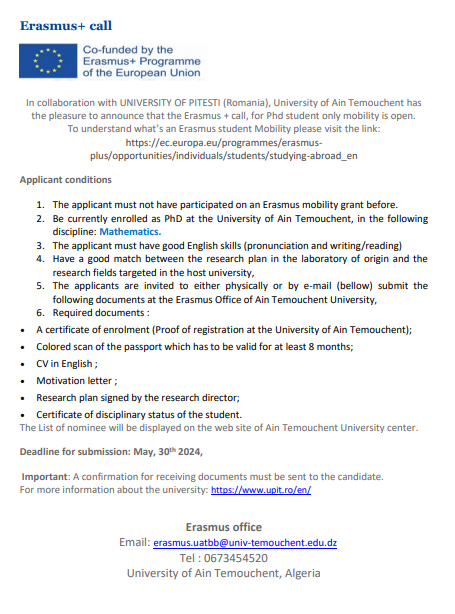 Erasmus+ call
Co-funded by the
Erasmus+ Programme
of the European Union
In collaboration with UNIVERSITY OF PITESTI (Romania), University of Ain Temouchent has
the pleasure to announce that the Erasmus + call, for Phd student only mobility is open.
To understand what's an Erasmus student Mobility please visit the link:
https://ec.europa.eu/programmes/erasmus-
plus/opportunities/individuals/students/studying-abroad_en
Applicant conditions
1. The applicant must not have participated on an Erasmus mobility grant before.
2. Be currently enrolled as PhD at the University of Ain Temouchent, in the following
discipline: Mathematics.
3. The applicant must have good English skills (pronunciation and writing/reading)
4. Have a good match between the research plan in the laboratory of origin and the
research fields targeted in the host university,
5. The applicants are invited to either physically or by e-mail (bellow) submit the
following documents at the Erasmus Office of Ain Temouchent University,
6. Required documents :
• A certificate of enrolment (Proof of registration at the University of Ain Temouchent);
• Colored scan of the passport which has to be valid for at least 8 months;
• CV in English ;
• Motivation letter ;
• Research plan signed by the research director;
• Certificate of disciplinary status of the student.
The List of nominee will be displayed on the web site of Ain Temouchent University center.
Deadline for submission: May, 30th 2024,
Important: A confirmation for receiving documents must be sent to the candidate.
For more information about the university: https://www.upit.ro/en/
Erasmus office
Email: erasmus.uatbb@univ-temouchent.edu.dz
Tel : 0673454520
University of Ain Temouchent, Algeria